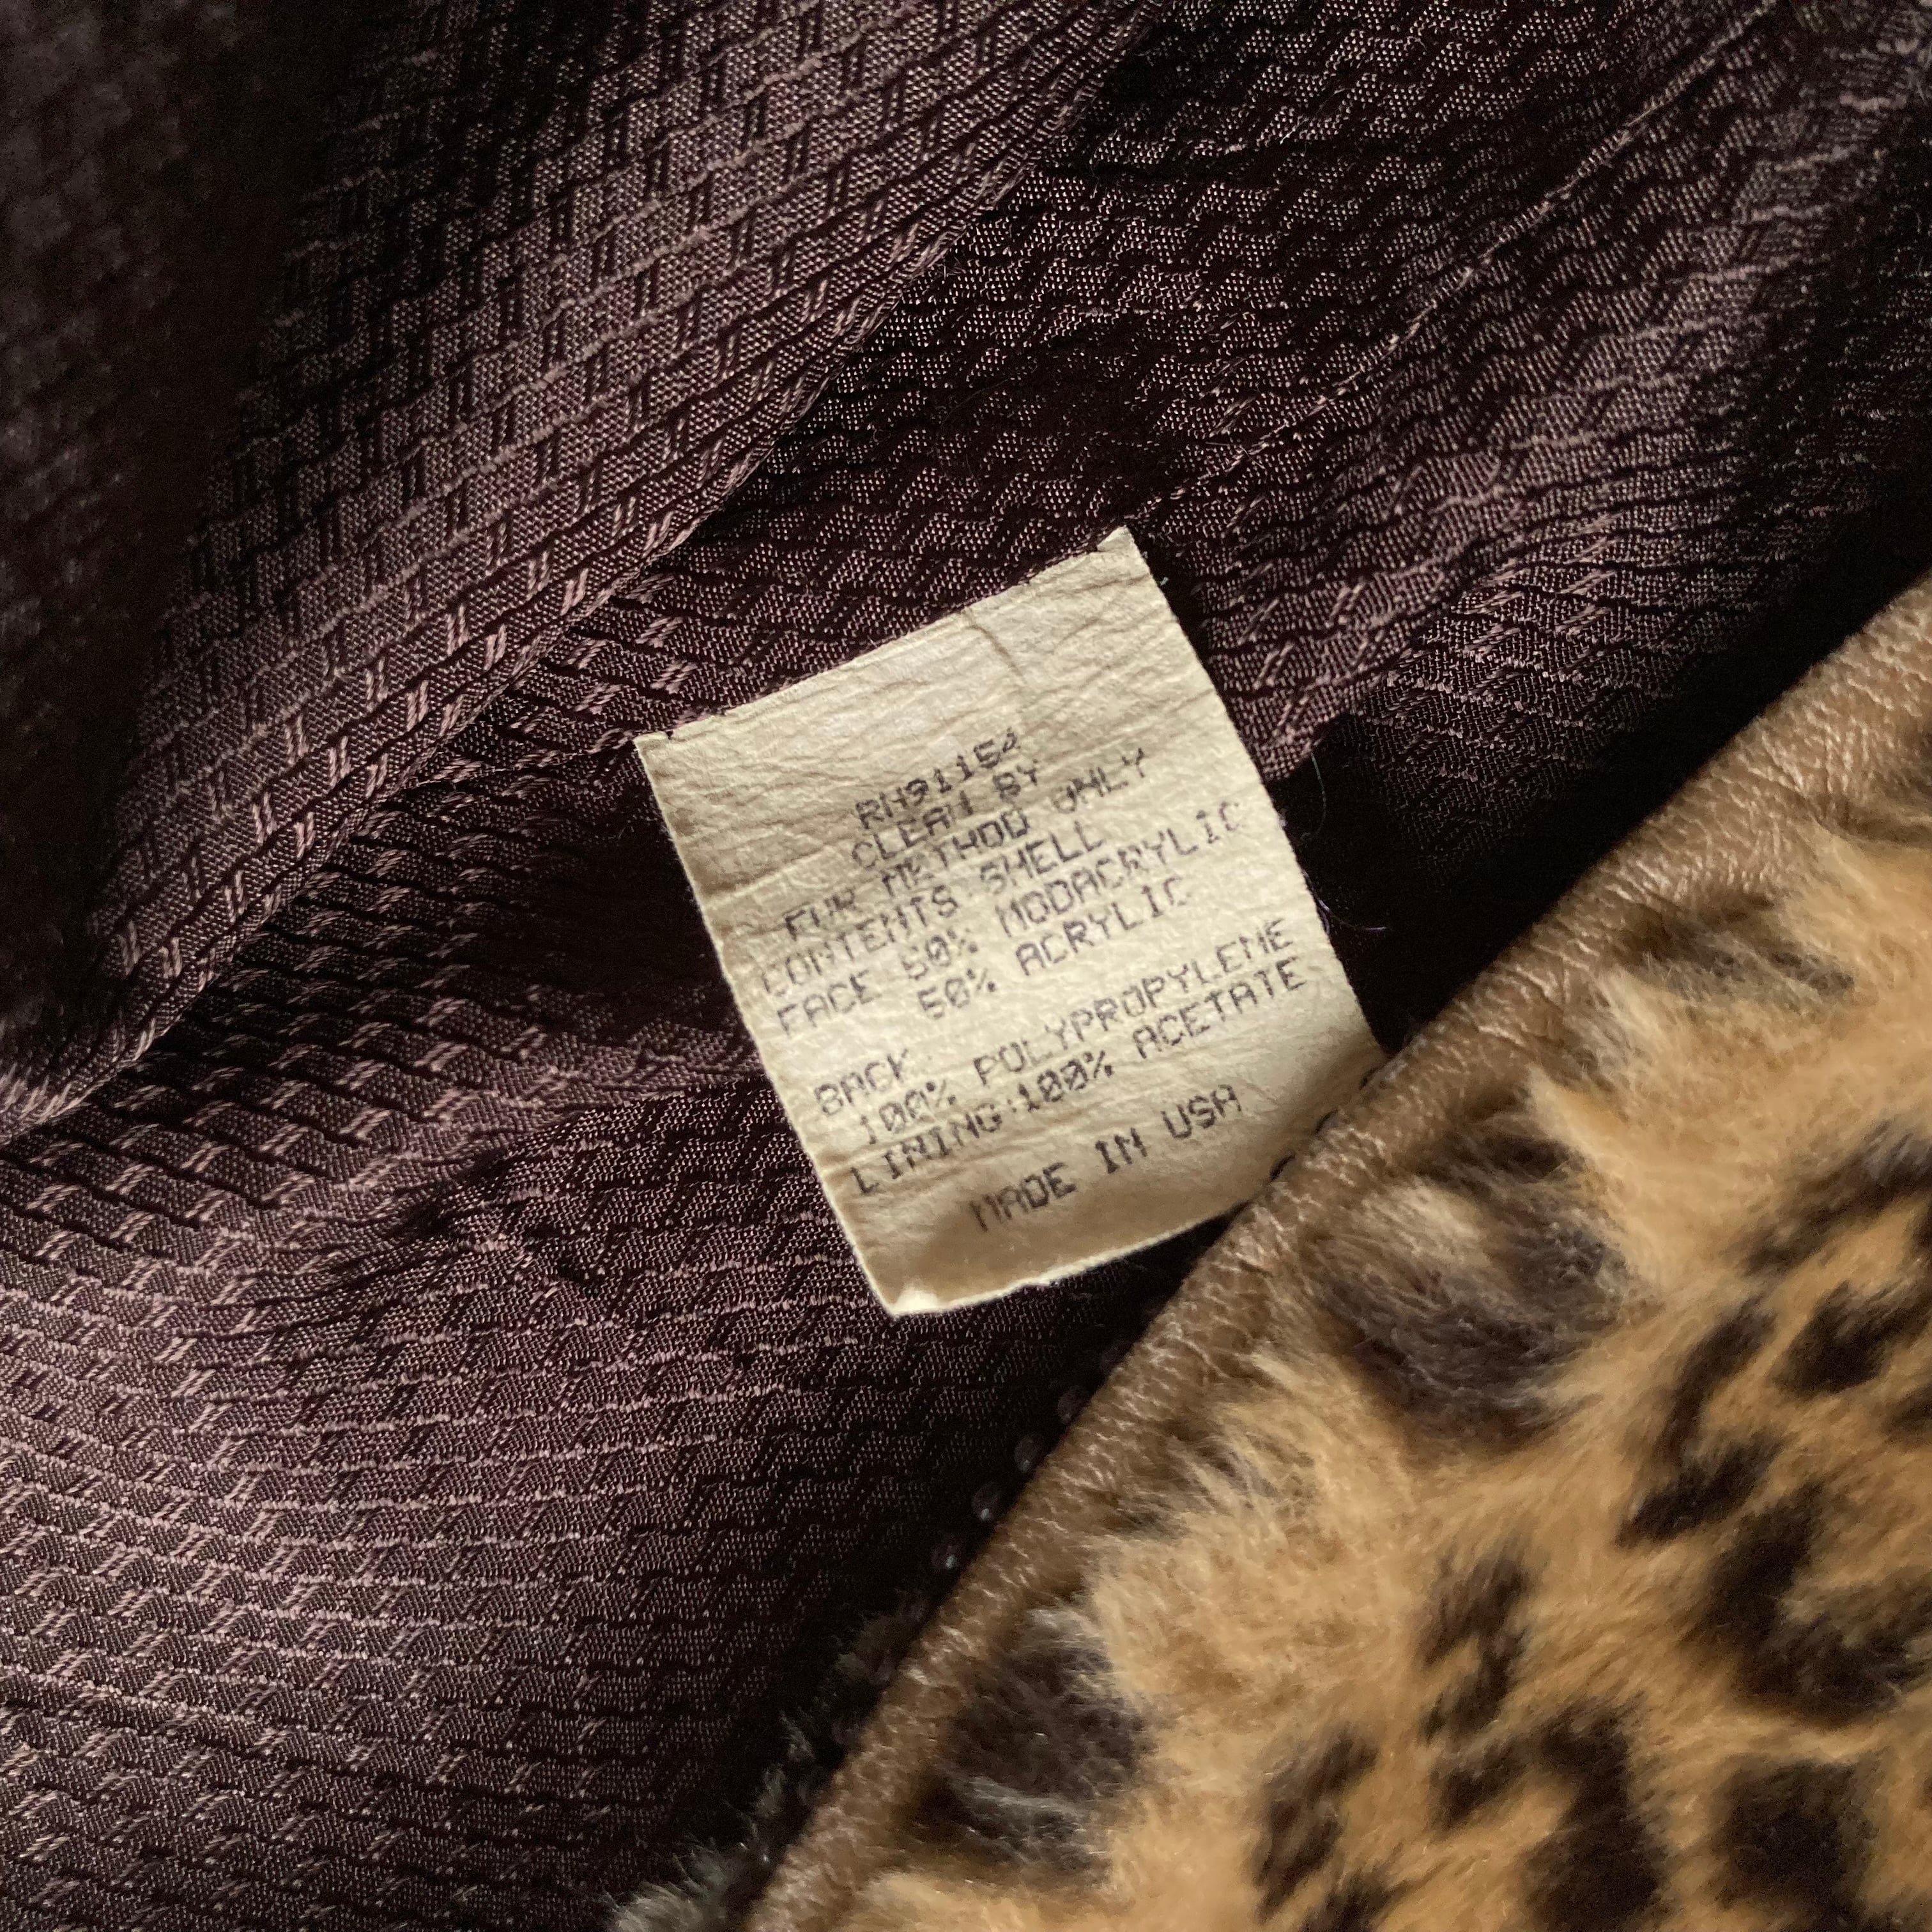 RN91154
CLEAN BY
FUR METHOD ONLY
CONTENTS SHELL
FACE 50% MODACRYLIC
50% ACRYLIC
BACK
100% POLYPROPYLENE
LINING:100% ACETATE
MADE IN USA